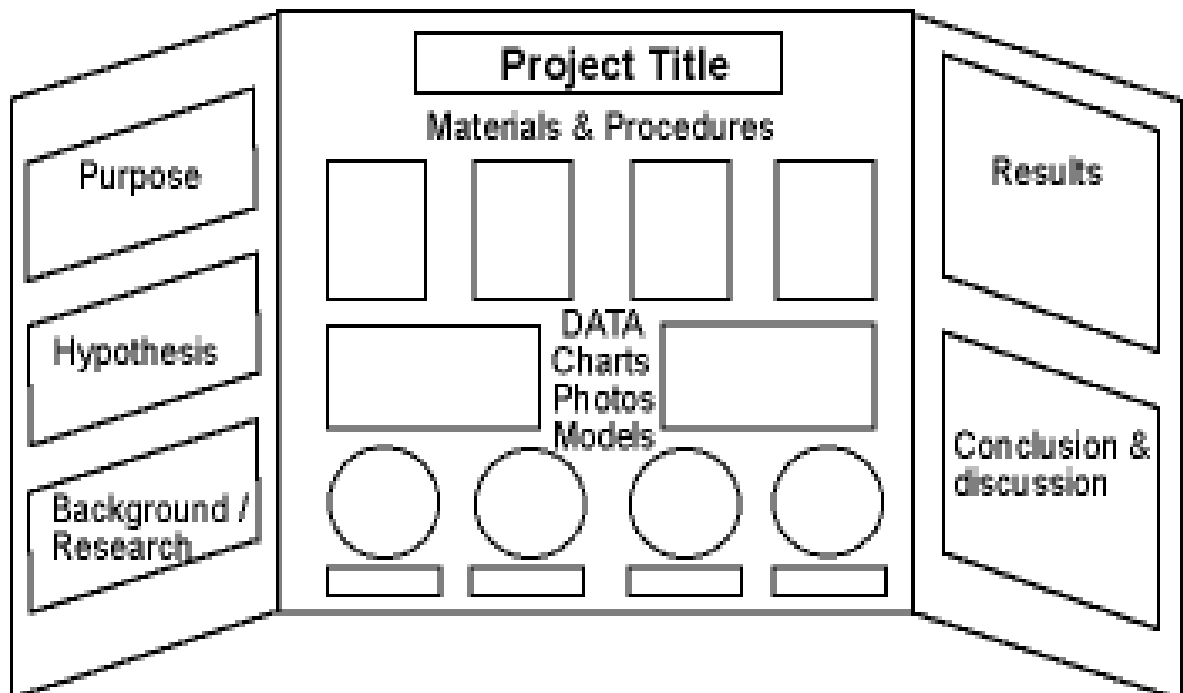 Project Title
Materials & Procedures
Purpose
Hypothesis
Background /
Research
DATA
Charts
Photos
Models
Results
Conclusion &
discussion